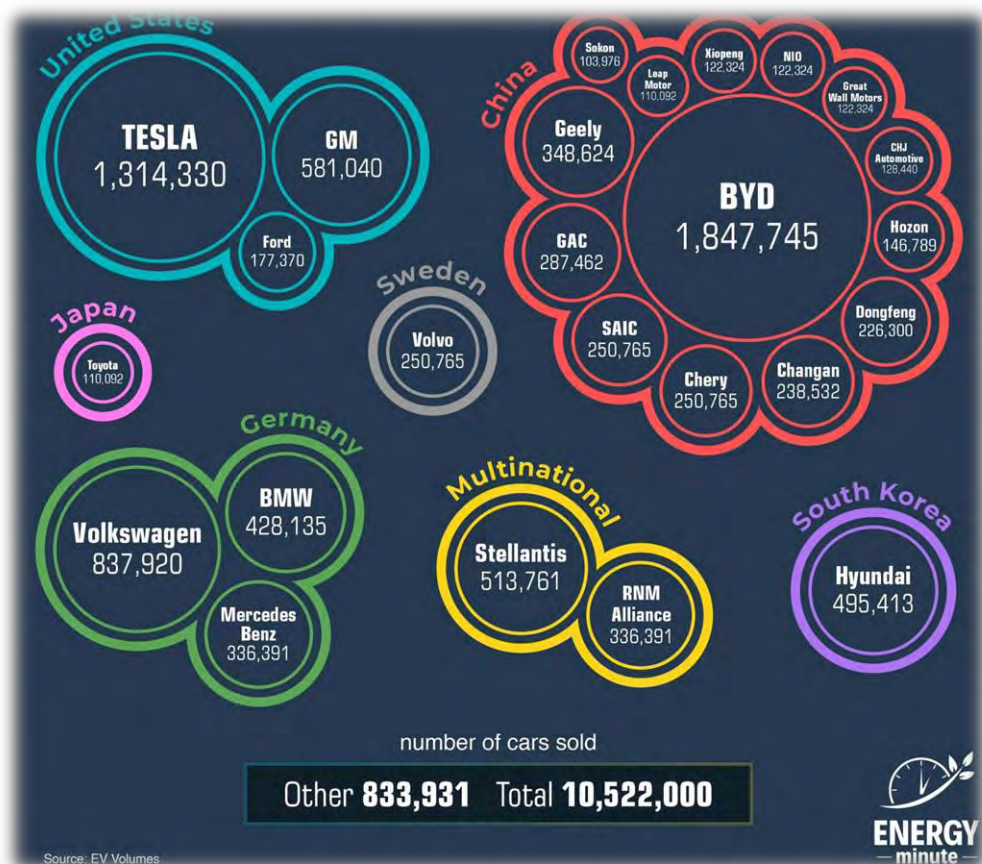 United States
TESLA
1,314,330
GM
581,040
Ford
177,370
China
Sokon
103,976
Leap
Motor
110,092
Xiopeng
122,324
NIO
122,324
Great
Wall Motors
122,324
CHJ
Automotive
128,440
Hozon
146,789
Dongfeng
226,300
Changan
238,532
Chery
250,765
SAIC
250,765
GAC
287,462
Geely
348,624
BYD
1,847,745
Japan
Toyota
110,092
Sweden
Volvo
250,765
Germany
Volkswagen
837,920
BMW
428,135
Mercedes
Benz
336,391
Multinational
Stellantis
513,761
RNM
Alliance
336,391
South Korea
Hyundai
495,413
number of cars sold
Other 833,931 Total 10,522,000
ENERGY
minute
Source: EV Volumes